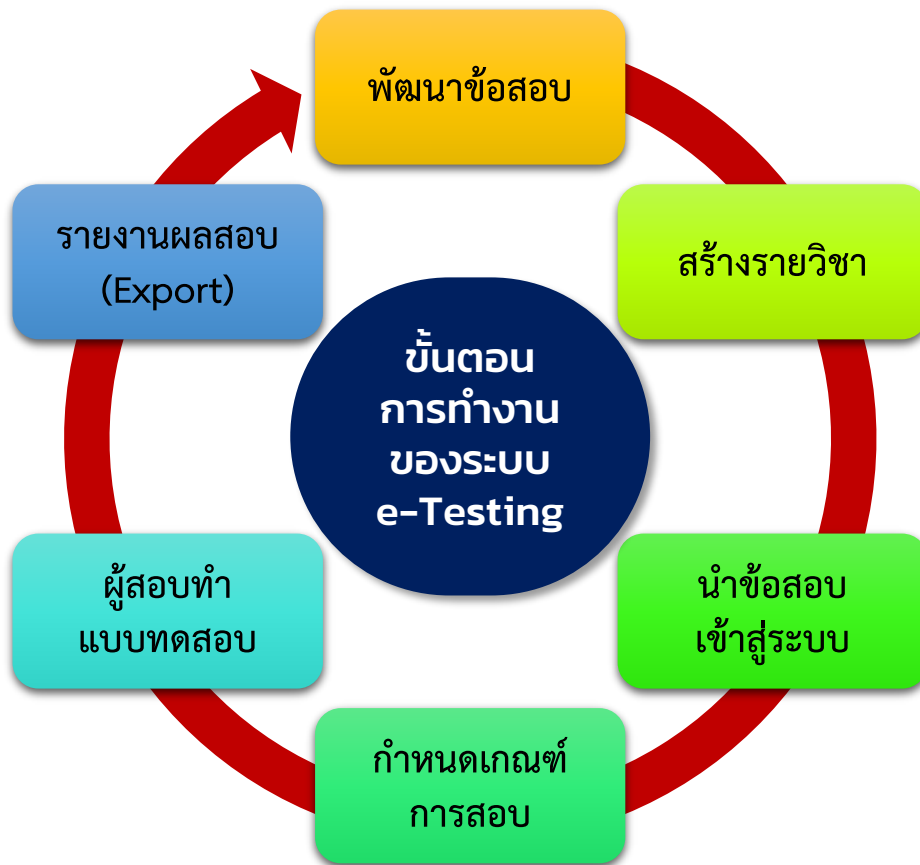 พัฒนาข้อสอบ
สร้างรายวิชา
นำข้อสอบ
เข้าสู่ระบบ
กำหนดเกณฑ์
การสอบ
ผู้สอบทำ
แบบทดสอบ
รายงานผลสอบ
(Export)
ขั้นตอน
การทำงาน
ของระบบ
e-Testing